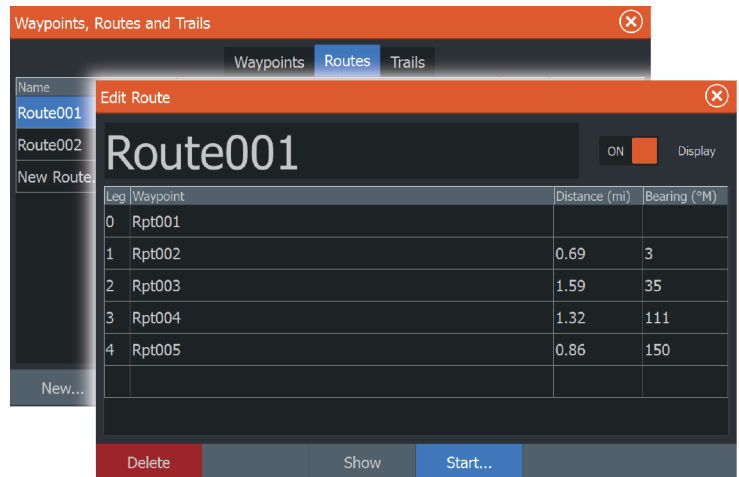 Waypoints, Routes and Trails
Waypoints Routes Trails
Name
Route001
Route002
New Route.
New...
Edit Route
Route001
ON Display
Leg Waypoint Distance (mi) Bearing (°M)
0 Rpt001
1 Rpt002 0.69 3
2 Rpt003 1.59 35
3 Rpt004 1.32 111
4 Rpt005 0.86 150
Delete Show Start...